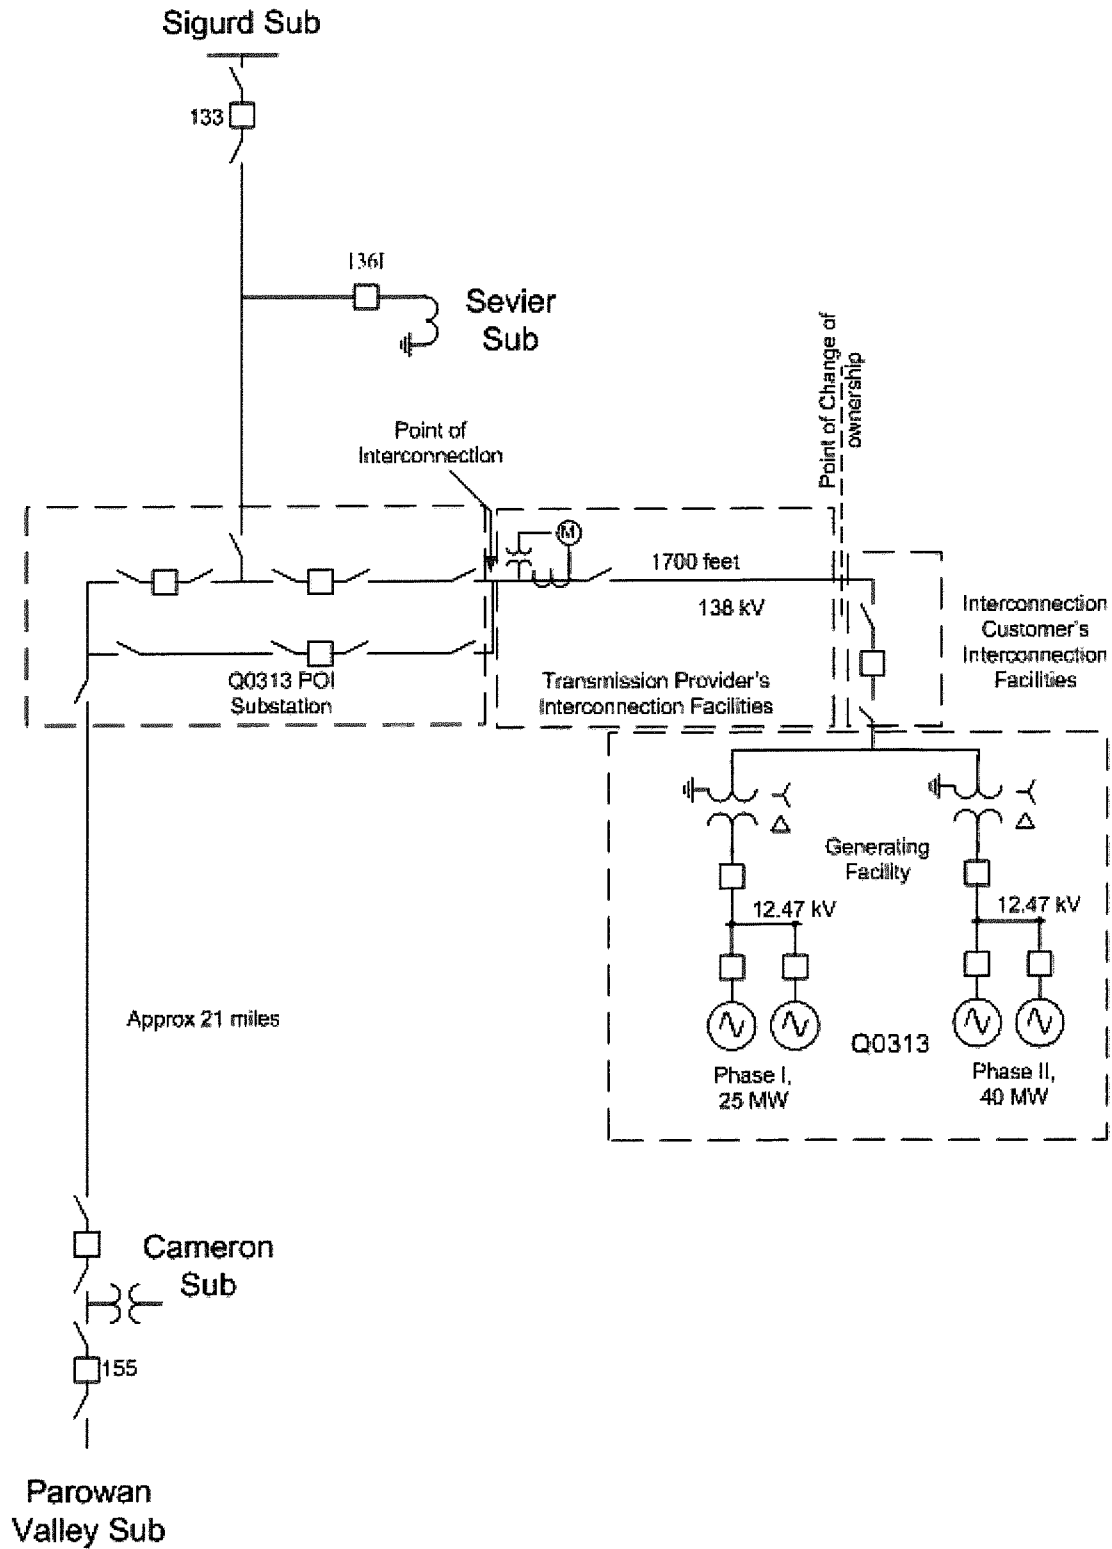 Sigurd Sub
133
136I
Sevier
Sub
Point of Change of
ownership
Point of
Interconnection
M
1700 feet
138 kV
Interconnection
Customer's
Interconnection
Facilities
Q0313 POI
Substation
Transmission Provider's
Interconnection Facilities
Generating
Facility
12.47 kV
12.47 kV
Q0313
Phase I,
25 MW
Phase II,
40 MW
Approx 21 miles
Cameron
Sub
155
Parowan
Valley Sub